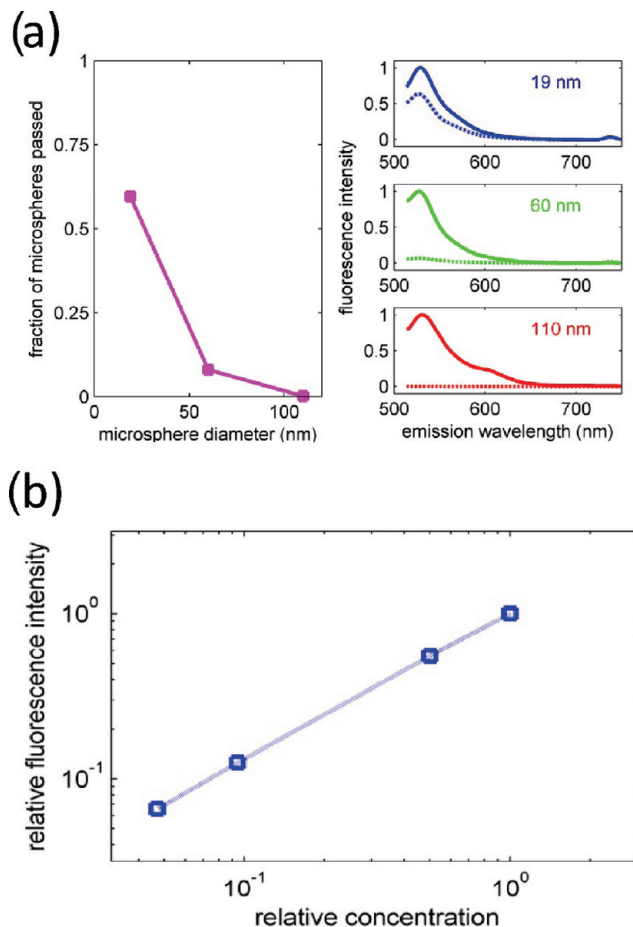 (a)
fraction of microspheres passed
1
0.75
0.5
0.25
0
0 50 100
microsphere diameter (nm)
fluorescence intensity
1
0.5
0
19 nm
500 600 700
1
0.5
0
60 nm
500 600 700
1
0.5
0
110 nm
500 600 700
emission wavelength (nm)
(b)
relative fluorescence intensity
10⁰
10⁻¹
10⁻¹ 10⁰
relative concentration